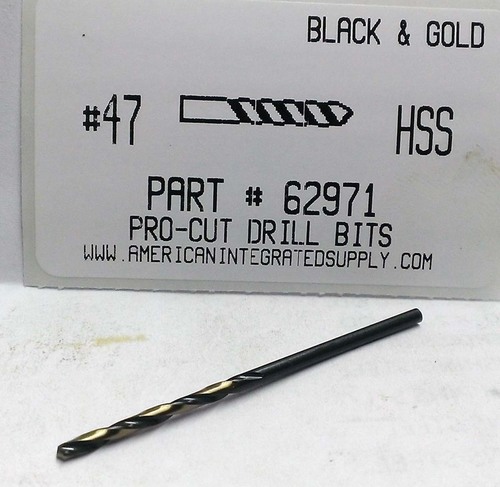 BLACK & GOLD
#47
HSS
PART # 62971
PRO-CUT DRILL BITS
WWW.AMERICANINTEGRATEDSUPPLY.COM